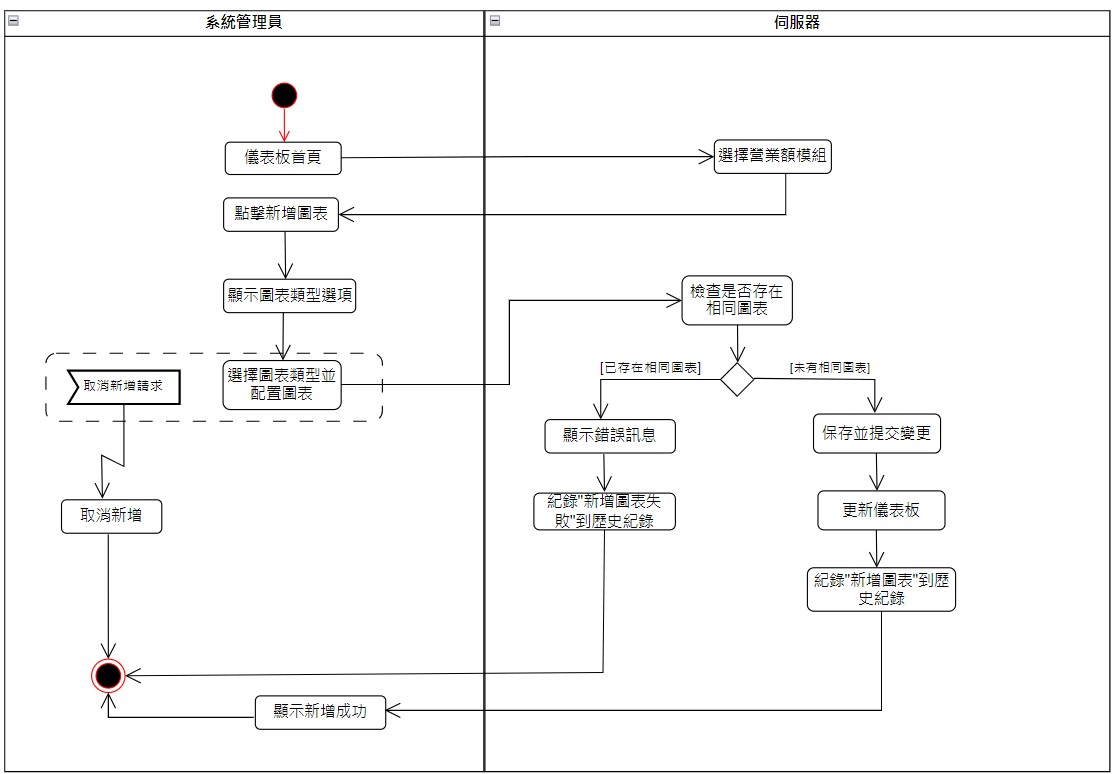 系統管理員
伺服器
儀表板首頁
選擇營業額模組
點擊新增圖表
顯示圖表類型選項
檢查是否存在
相同圖表
選擇圖表類型並
配置圖表
取消新增請求
[已存在相同圖表]
[未有相同圖表]
顯示錯誤訊息
保存並提交變更
紀錄"新增圖表失
敗"到歷史紀錄
更新儀表板
取消新增
紀錄"新增圖表"到歷
史紀錄
顯示新增成功